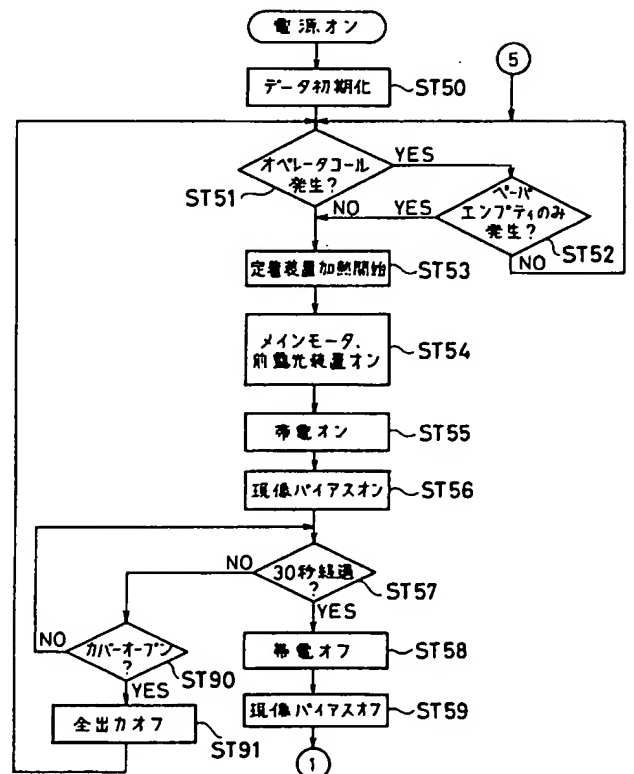 電源オン
5
データ初期化 ST50
オペレータコール
発生?
YES
ST51
NO
YES
ペーパ
エンプティのみ
発生?
ST52
NO
定着装置加熱開始 ST53
メインモータ、
前露光装置オン
ST54
帯電オン ST55
現像バイアスオン ST56
NO
30秒経過
?
ST57
YES
NO
カバーオープン
?
ST90
YES
帯電オフ ST58
全出力オフ
ST91
現像バイアスオフ ST59
1